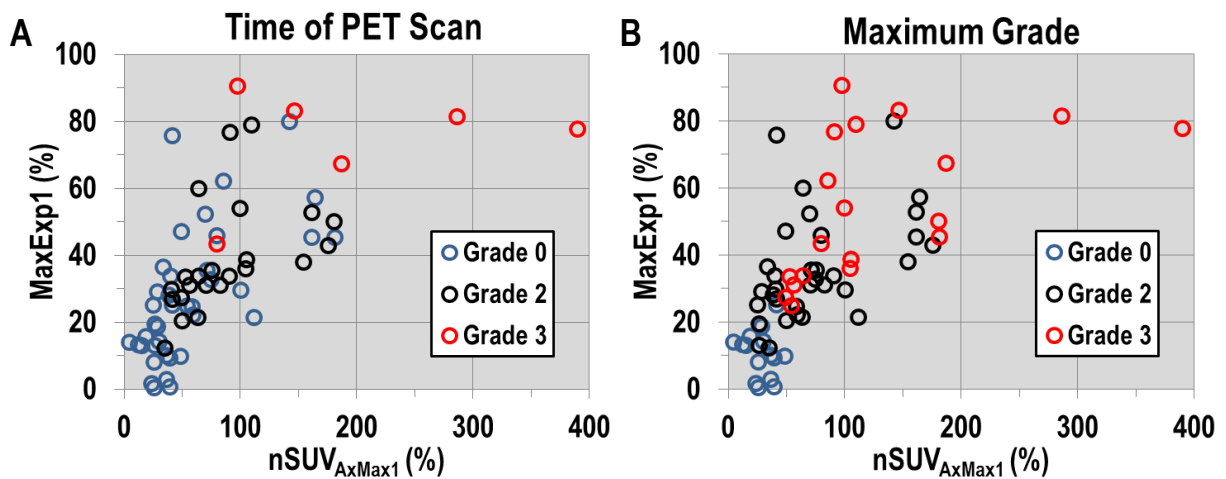 A
Time of PET Scan
MaxExp1 (%)
100
80
60
40
20
0
0 100 200 300 400
nSUVAxMax1 (%)
Grade 0
Grade 2
Grade 3
B
Maximum Grade
MaxExp1 (%)
100
80
60
40
20
0
0 100 200 300 400
nSUVAxMax1 (%)
Grade 0
Grade 2
Grade 3